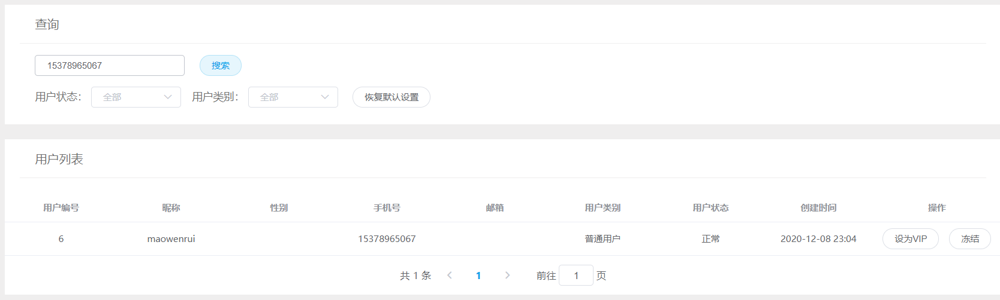 查询
15378965067 搜索
用户状态： 全部 用户类别： 全部 恢复默认设置
用户列表
用户编号 昵称 性别 手机号 邮箱 用户类别 用户状态 创建时间 操作
6 maowenrui 15378965067 普通用户 正常 2020-12-08 23:04 设为VIP 冻结
共 1 条 1 前往 1 页